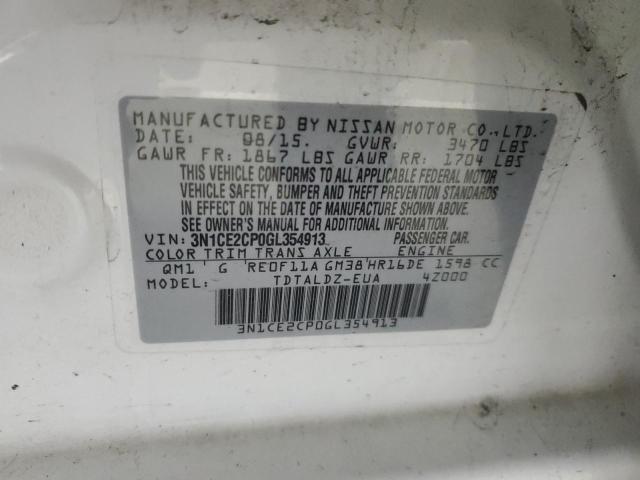 MANUFACTURED BY NISSAN MOTOR CO., LTD.
DATE: 08/15. GVWR: 3470 LBS
GAWR FR: 1867 LBS GAWR RR: 1704 LBS
THIS VEHICLE CONFORMS TO ALL APPLICABLE FEDERAL MOTOR
VEHICLE SAFETY, BUMPER AND THEFT PREVENTION STANDARDS
IN EFFECT ON THE DATE OF MANUFACTURE SHOWN ABOVE.
SEE OWNER'S MANUAL FOR ADDITIONAL INFORMATION
VIN: 3N1CE2CP0GL354913 PASSENGER CAR.
COLOR TRIM TRANS AXLE ENGINE
QM1 ' G 'RE0F11A GM38'HR16DE 1598 CC
MODEL: TDTALDZ-EUA 4Z000
3N1CE2CP0GL354913